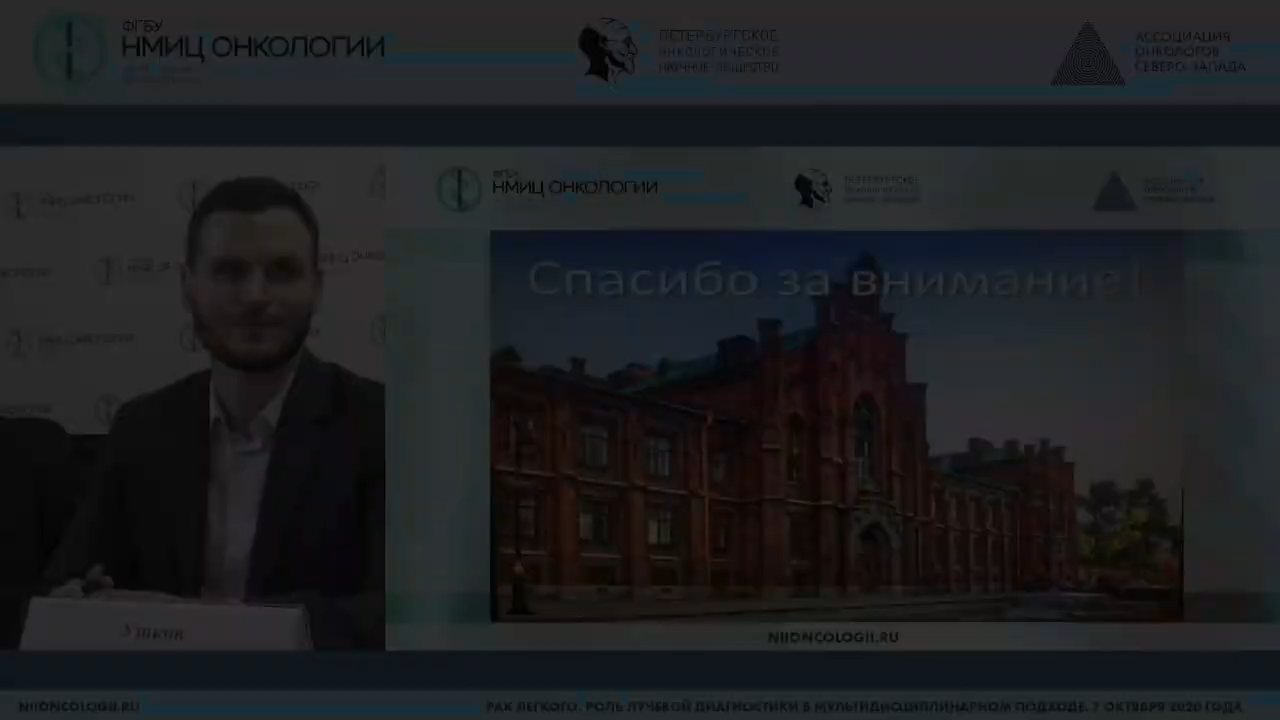 ФГБУ
НМИЦ ОНКОЛОГИИ
ПЕТЕРБУРГСКОЕ
ОНКОЛОГИЧЕСКОЕ
НАУЧНОЕ ОБЩЕСТВО
АССОЦИАЦИЯ
ОНКОЛОГОВ
СЕВЕРО-ЗАПАДА
ФГБУ
НМИЦ ОНКОЛОГИИ
Спасибо за внимание!
NIIONCOLOGII.RU
NIIONCOLOGII.RU
РАК ЛЕГКОГО. РОЛЬ ЛУЧЕВОЙ ДИАГНОСТИКИ В МУЛЬТИДИСЦИПЛИНАРНОМ ПОДХОДЕ. 7 ОКТЯБРЯ 2020 ГОДА